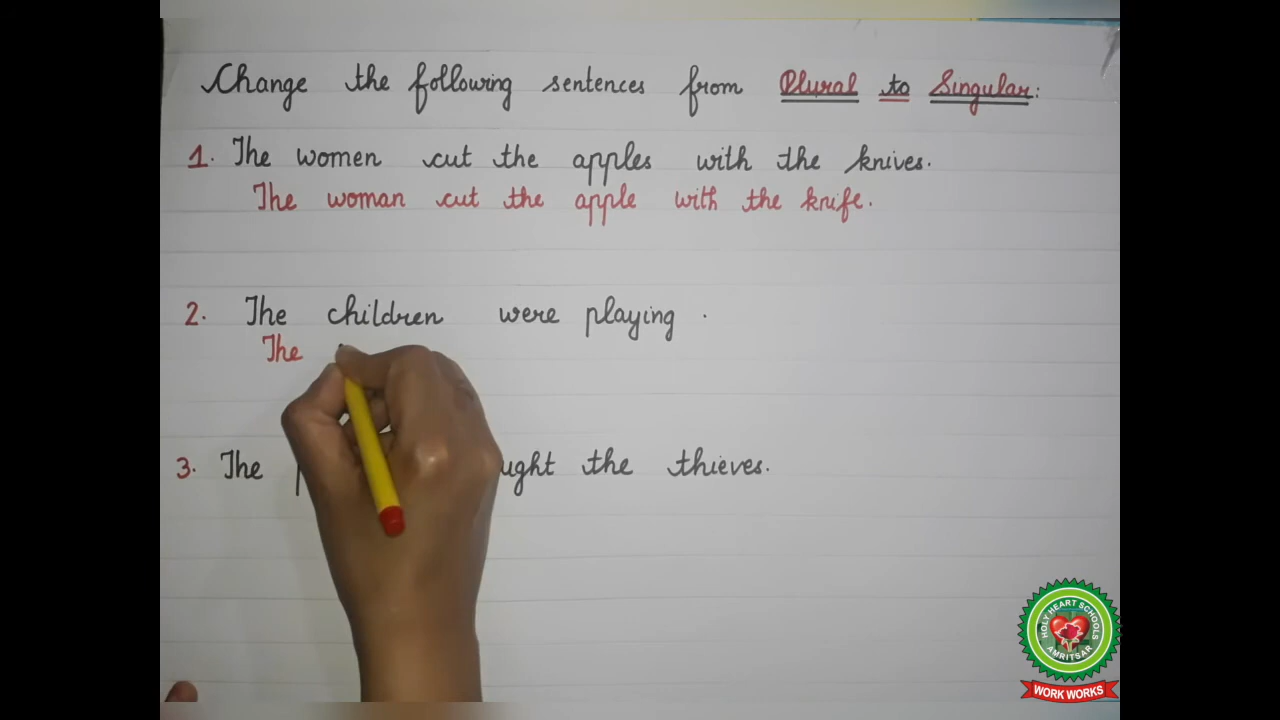 Change the following sentences from Plural to Singular:
1. The women cut the apples with the knives.
The woman cut the apple with the knife.
2. The children were playing.
The
3. The the thieves.
HOLY HEART SCHOOLS
AMRITSAR
WORK WORKS